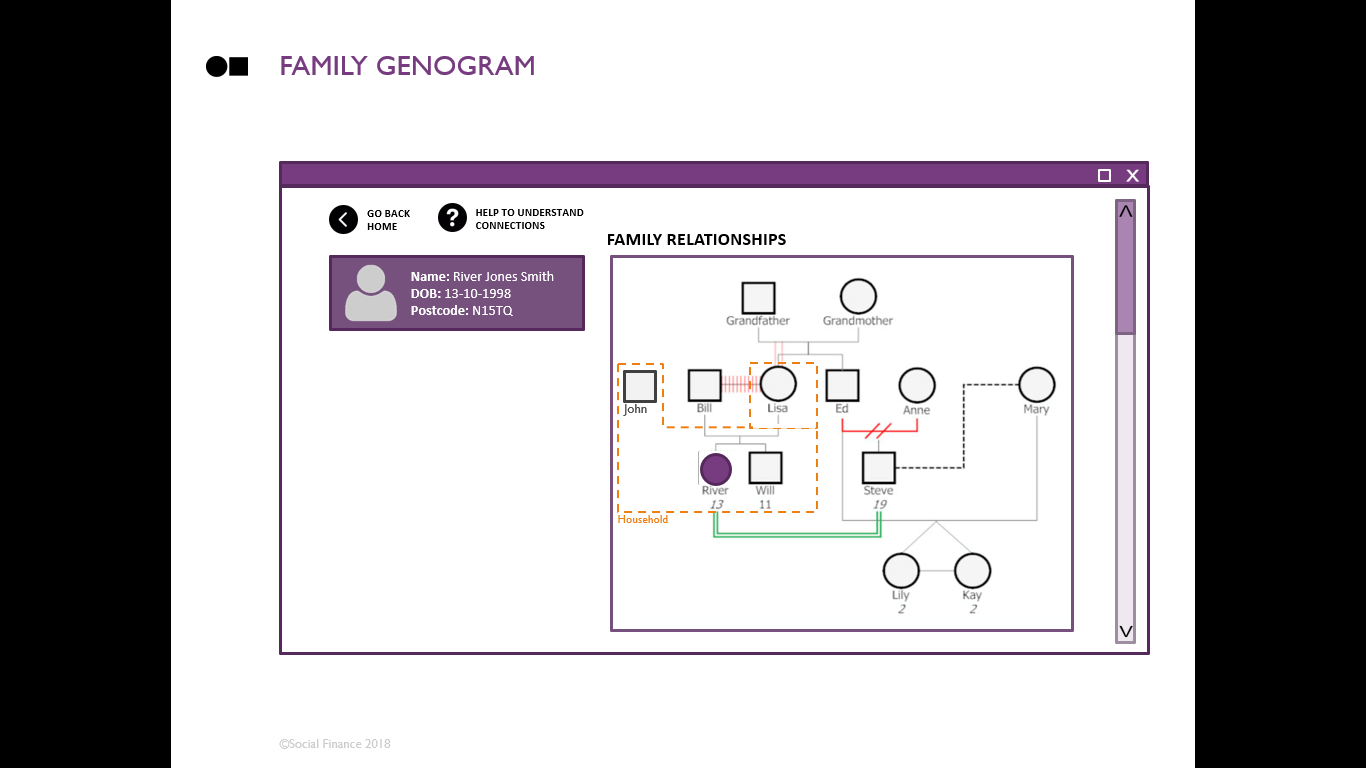 FAMILY GENOGRAM
X
GO BACK
HOME
?
HELP TO UNDERSTAND
CONNECTIONS
FAMILY RELATIONSHIPS
Name: River Jones Smith
DOB: 13-10-1998
Postcode: N15TQ
Grandfather
Grandmother
John
Bill
Lisa
Ed
Anne
Mary
River
13
Will
11
Steve
19
Household
Lily
2
Kay
2
©Social Finance 2018